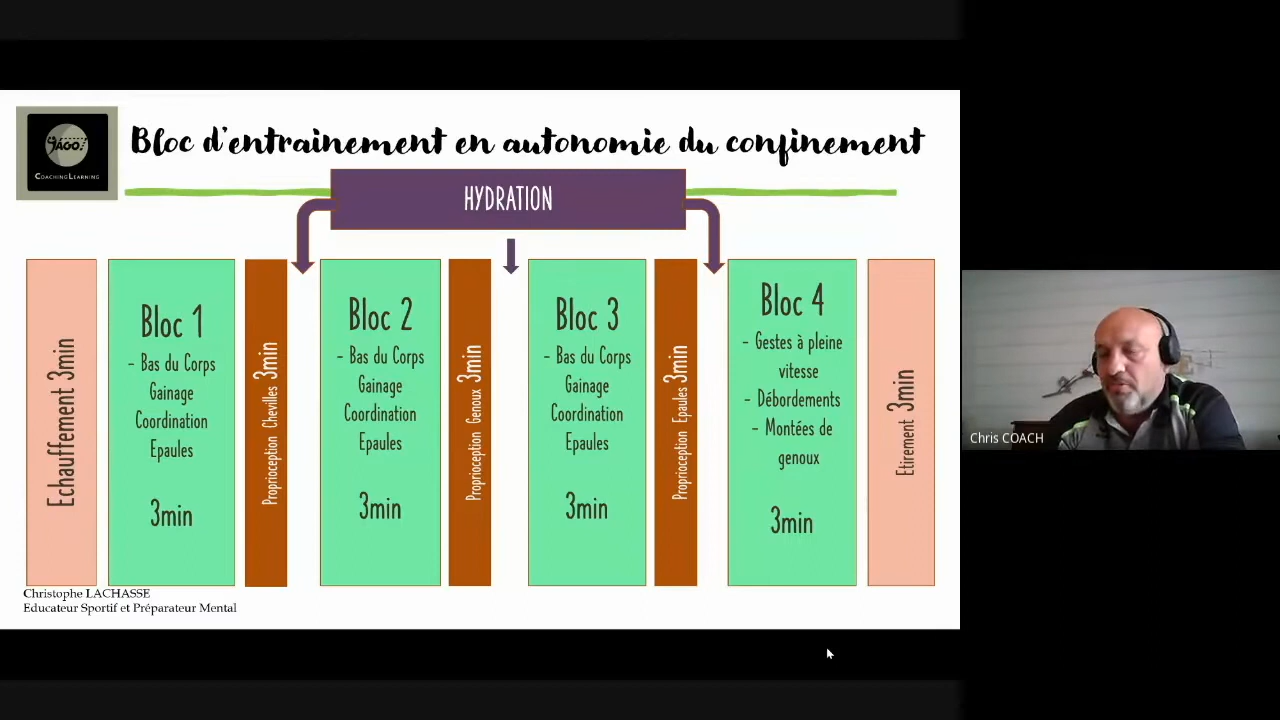 JAGO!
COACHINGLEARNING
Bloc d'entrainement en autonomie du confinement
HYDRATION
Echauffement 3min
Bloc 1
- Bas du Corps
Gainage
Coordination
Epaules
3min
Proprioception Chevilles 3min
Bloc 2
- Bas du Corps
Gainage
Coordination
Epaules
3min
Proprioception Genoux 3min
Bloc 3
- Bas du Corps
Gainage
Coordination
Epaules
3min
Proprioception Epaules 3min
Bloc 4
- Gestes à pleine
vitesse
- Débordements
- Montées de
genoux
3min
Etirement 3min
Christophe LACHASSE
Educateur Sportif et Préparateur Mental
Chris COACH